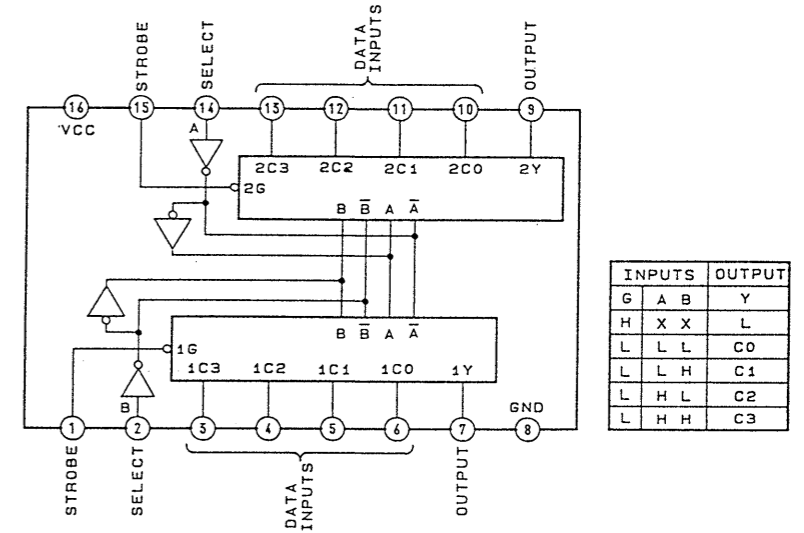 STROBE
SELECT
DATA
INPUTS
OUTPUT
16
15
14
13
12
11
10
9
VCC
A
2C3 2C2 2C1 2C0 2Y
2G
B B̅ A A̅
B B̅ A A̅
1G
1C3 1C2 1C1 1C0 1Y
B
GND
1
2
3
4
5
6
7
8
STROBE
SELECT
DATA
INPUTS
OUTPUT
INPUTS OUTPUT
G A B Y
H X X L
L L L C0
L L H C1
L H L C2
L H H C3